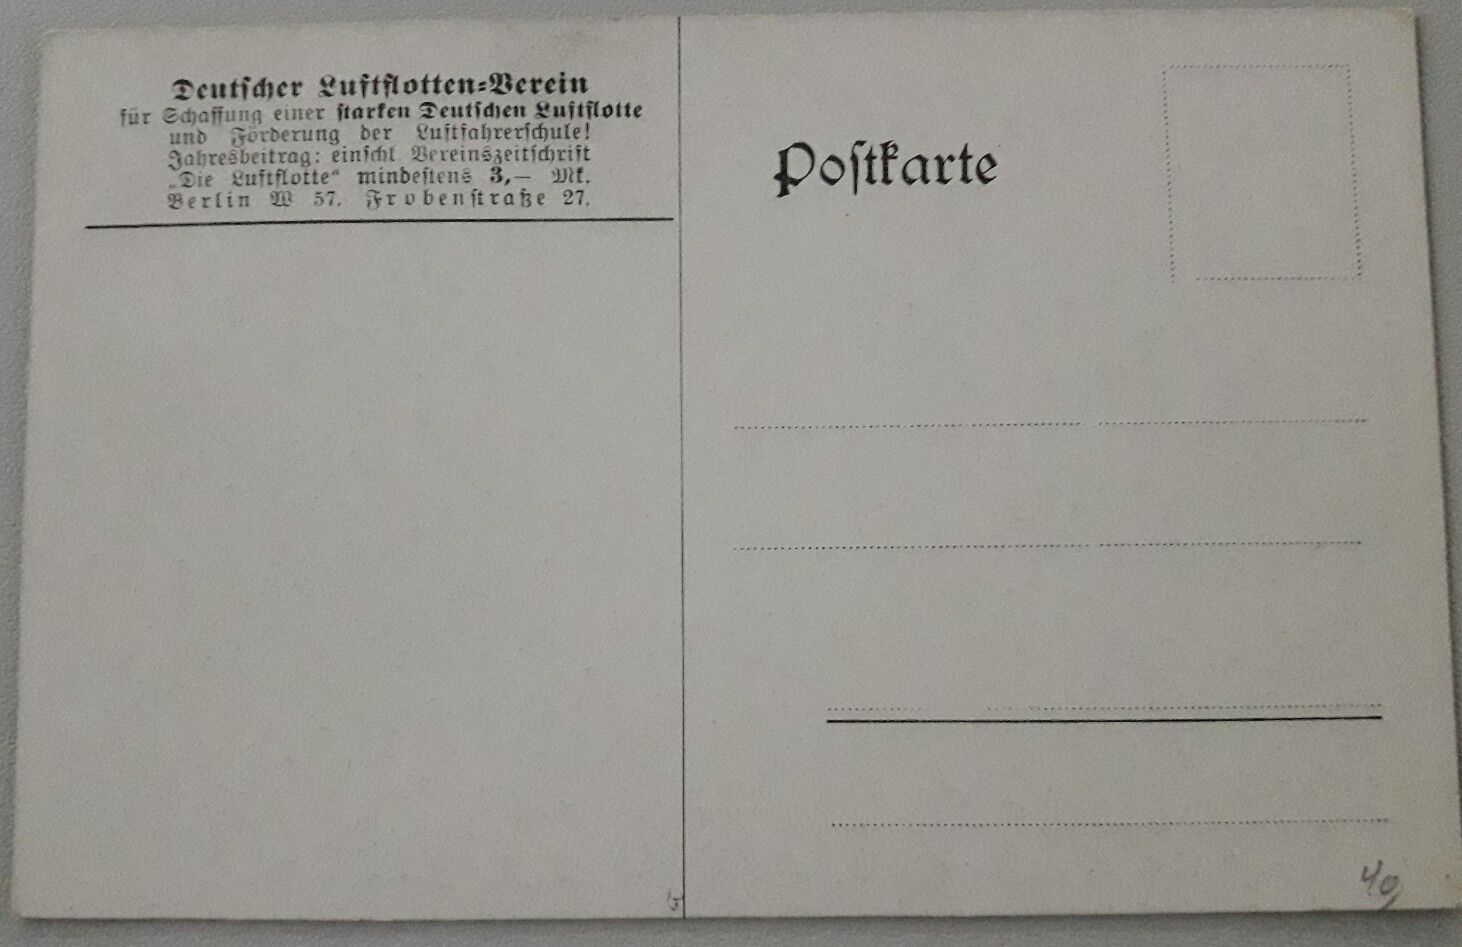 Deutscher Luftflotten-Verein
für Schaffung einer starken Deutschen Luftflotte
und Förderung der Luftfahrerschule!
Jahresbeitrag: einschl. Vereinszeitschrift
„Die Luftflotte“ mindestens 3,— Mk.
Berlin W 57. Frobenstraße 27.
Postkarte
40